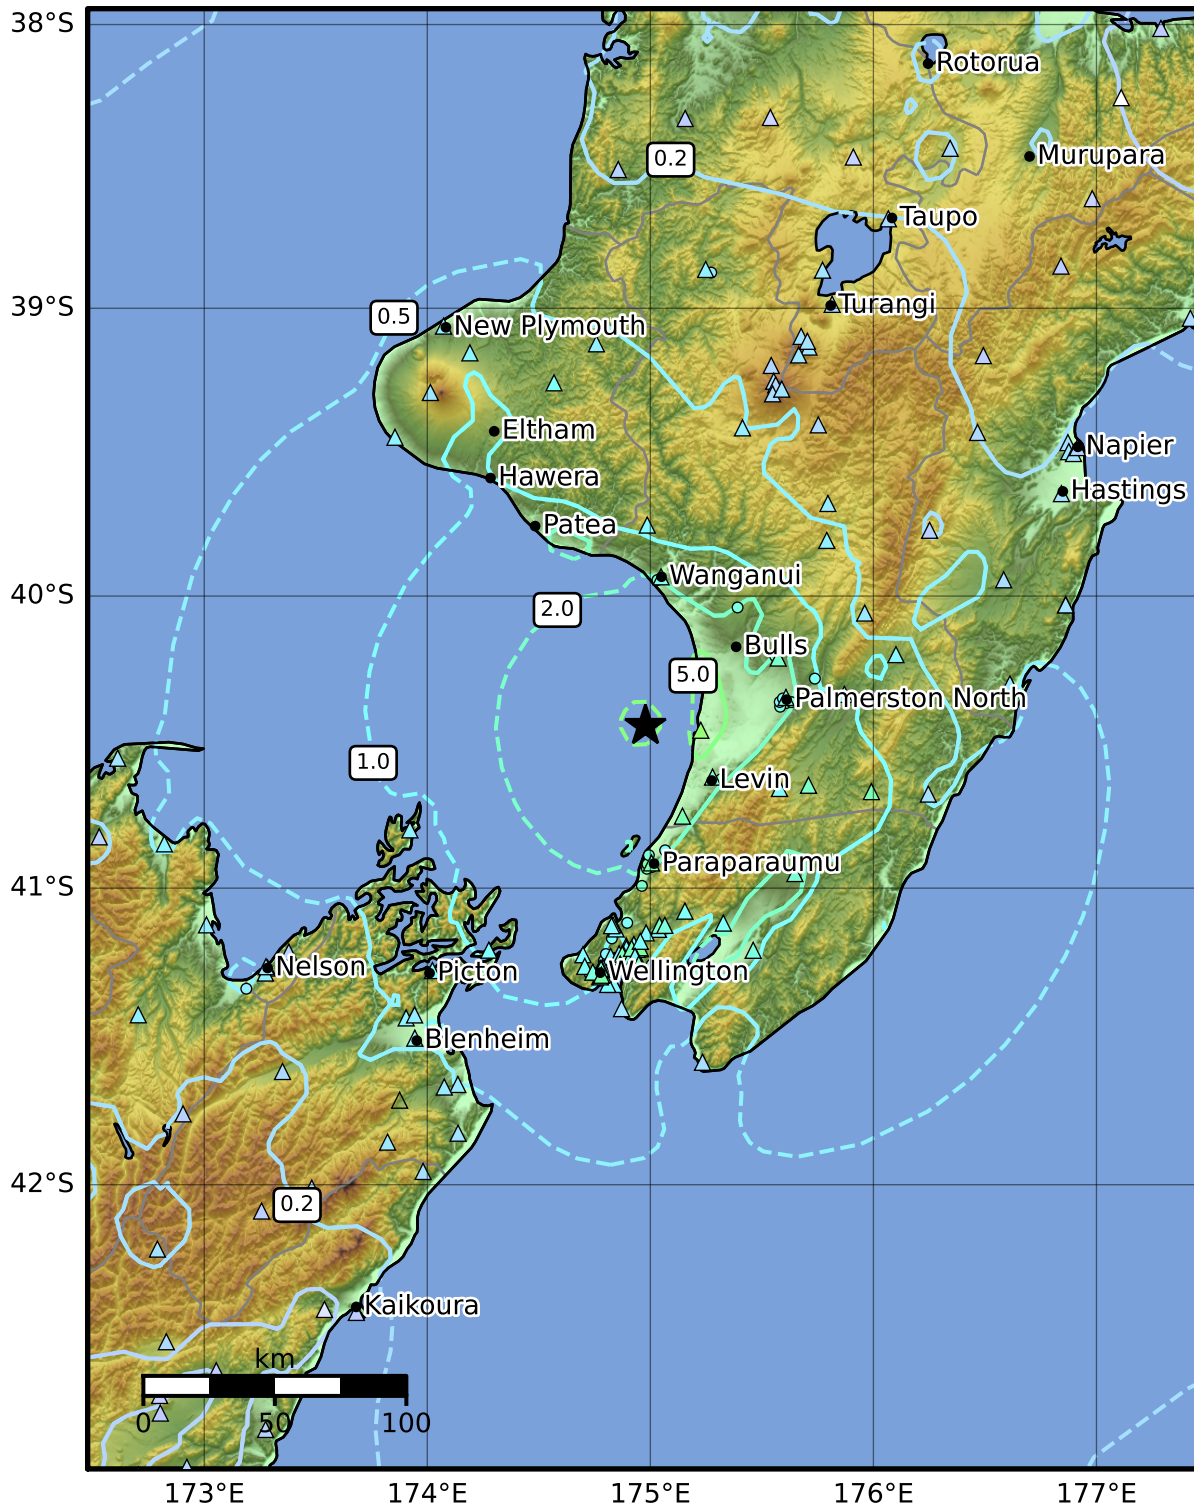 38°S
Rotorua
Murupara
0.2
Taupo
39°S
Turangi
0.5
New Plymouth
Eltham
Napier
Hawera
Hastings
Patea
Wanganui
40°S
2.0
Bulls
5.0
Palmerston North
1.0
Levin
Paraparaumu
41°S
Nelson
Picton
Wellington
Blenheim
42°S
0.2
Kaikoura
km
0 50 100
173°E 174°E 175°E 176°E 177°E